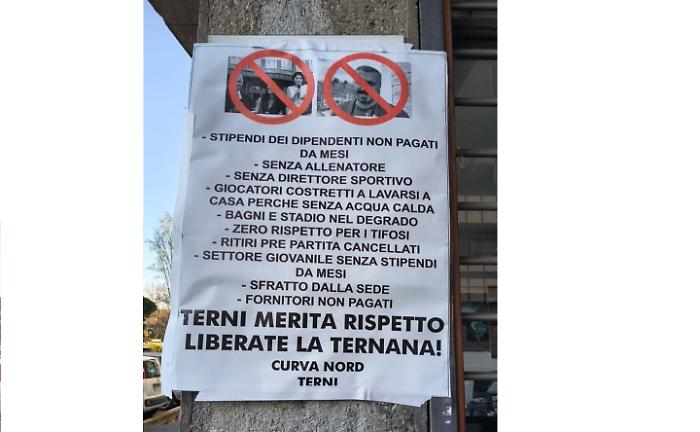 - STIPENDI DEI DIPENDENTI NON PAGATI
DA MESI
- SENZA ALLENATORE
- SENZA DIRETTORE SPORTIVO
- GIOCATORI COSTRETTI A LAVARSI A
CASA PERCHE SENZA ACQUA CALDA
- BAGNI E STADIO NEL DEGRADO
- ZERO RISPETTO PER I TIFOSI
- RITIRI PRE PARTITA CANCELLATI
- SETTORE GIOVANILE SENZA STIPENDI
DA MESI
- SFRATTO DALLA SEDE
- FORNITORI NON PAGATI
TERNI MERITA RISPETTO
LIBERATE LA TERNANA!
CURVA NORD
TERNI